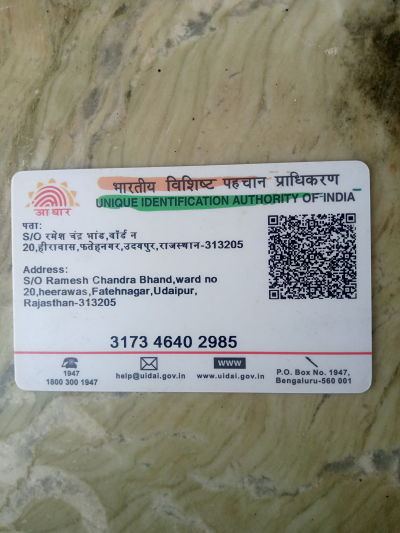 भारतीय विशिष्ट पहचान प्राधिकरण
UNIQUE IDENTIFICATION AUTHORITY OF INDIA
आधार
पता:
S/O रमेश चंद्र भांड,वॉर्ड न
20,हीरावास,फतेहनगर,उदयपुर,राजस्थान-313205
Address:
S/O Ramesh Chandra Bhand,ward no
20,heerawas,Fatehnagar,Udaipur,
Rajasthan-313205
3173 4640 2985
1947
1800 300 1947
help@uidai.gov.in
www
www.uidai.gov.in
P.O. Box No. 1947,
Bengaluru-560 001